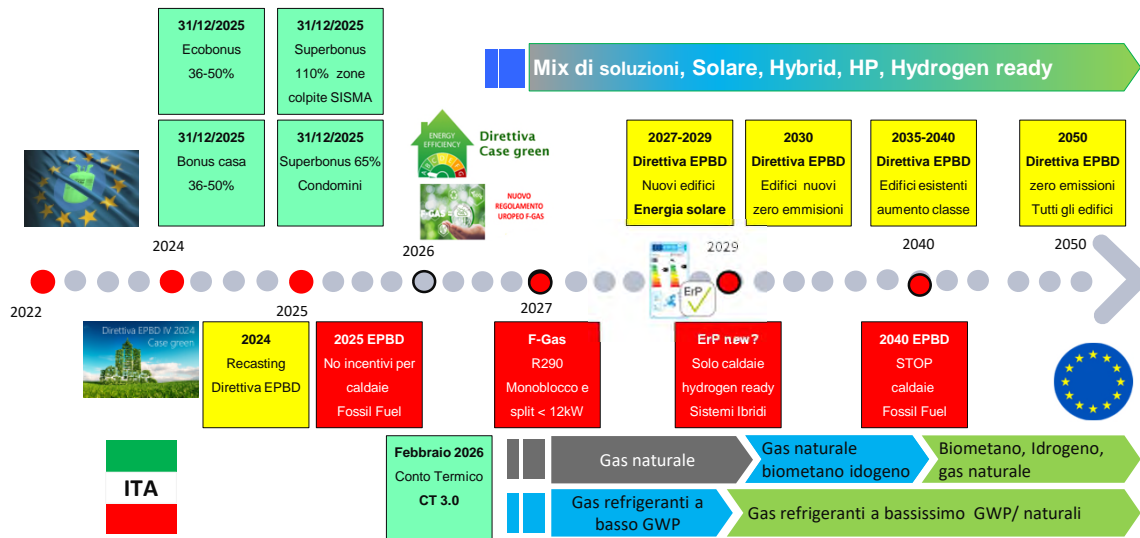 31/12/2025
Ecobonus
36-50%
31/12/2025
Superbonus
110% zone
colpite SISMA
Mix di soluzioni, Solare, Hybrid, HP, Hydrogen ready
31/12/2025
Bonus casa
36-50%
31/12/2025
Superbonus 65%
Condomini
ENERGY
EFFICIENCY
Direttiva
Case green
F-GAS
NUOVO
REGOLAMENTO
UROPEO F-GAS
2027-2029
Direttiva EPBD
Nuovi edifici
Energia solare
2030
Direttiva EPBD
Edifici nuovi
zero emmisioni
2035-2040
Direttiva EPBD
Edifici esistenti
aumento classe
2050
Direttiva EPBD
zero emissioni
Tutti gli edifici
2024
2026
2029
2040
2050
2022
2025
2027
ErP
Direttiva EPBD IV 2024
Case green
2024
Recasting
Direttiva EPBD
2025 EPBD
No incentivi per
caldaie
Fossil Fuel
F-Gas
R290
Monoblocco e
split < 12kW
ErP new?
Solo caldaie
hydrogen ready
Sistemi Ibridi
2040 EPBD
STOP
caldaie
Fossil Fuel
ITA
Febbraio 2026
Conto Termico
CT 3.0
Gas naturale
Gas naturale
biometano idogeno
Biometano, Idrogeno,
gas naturale
Gas refrigeranti a
basso GWP
Gas refrigeranti a bassissimo GWP/ naturali